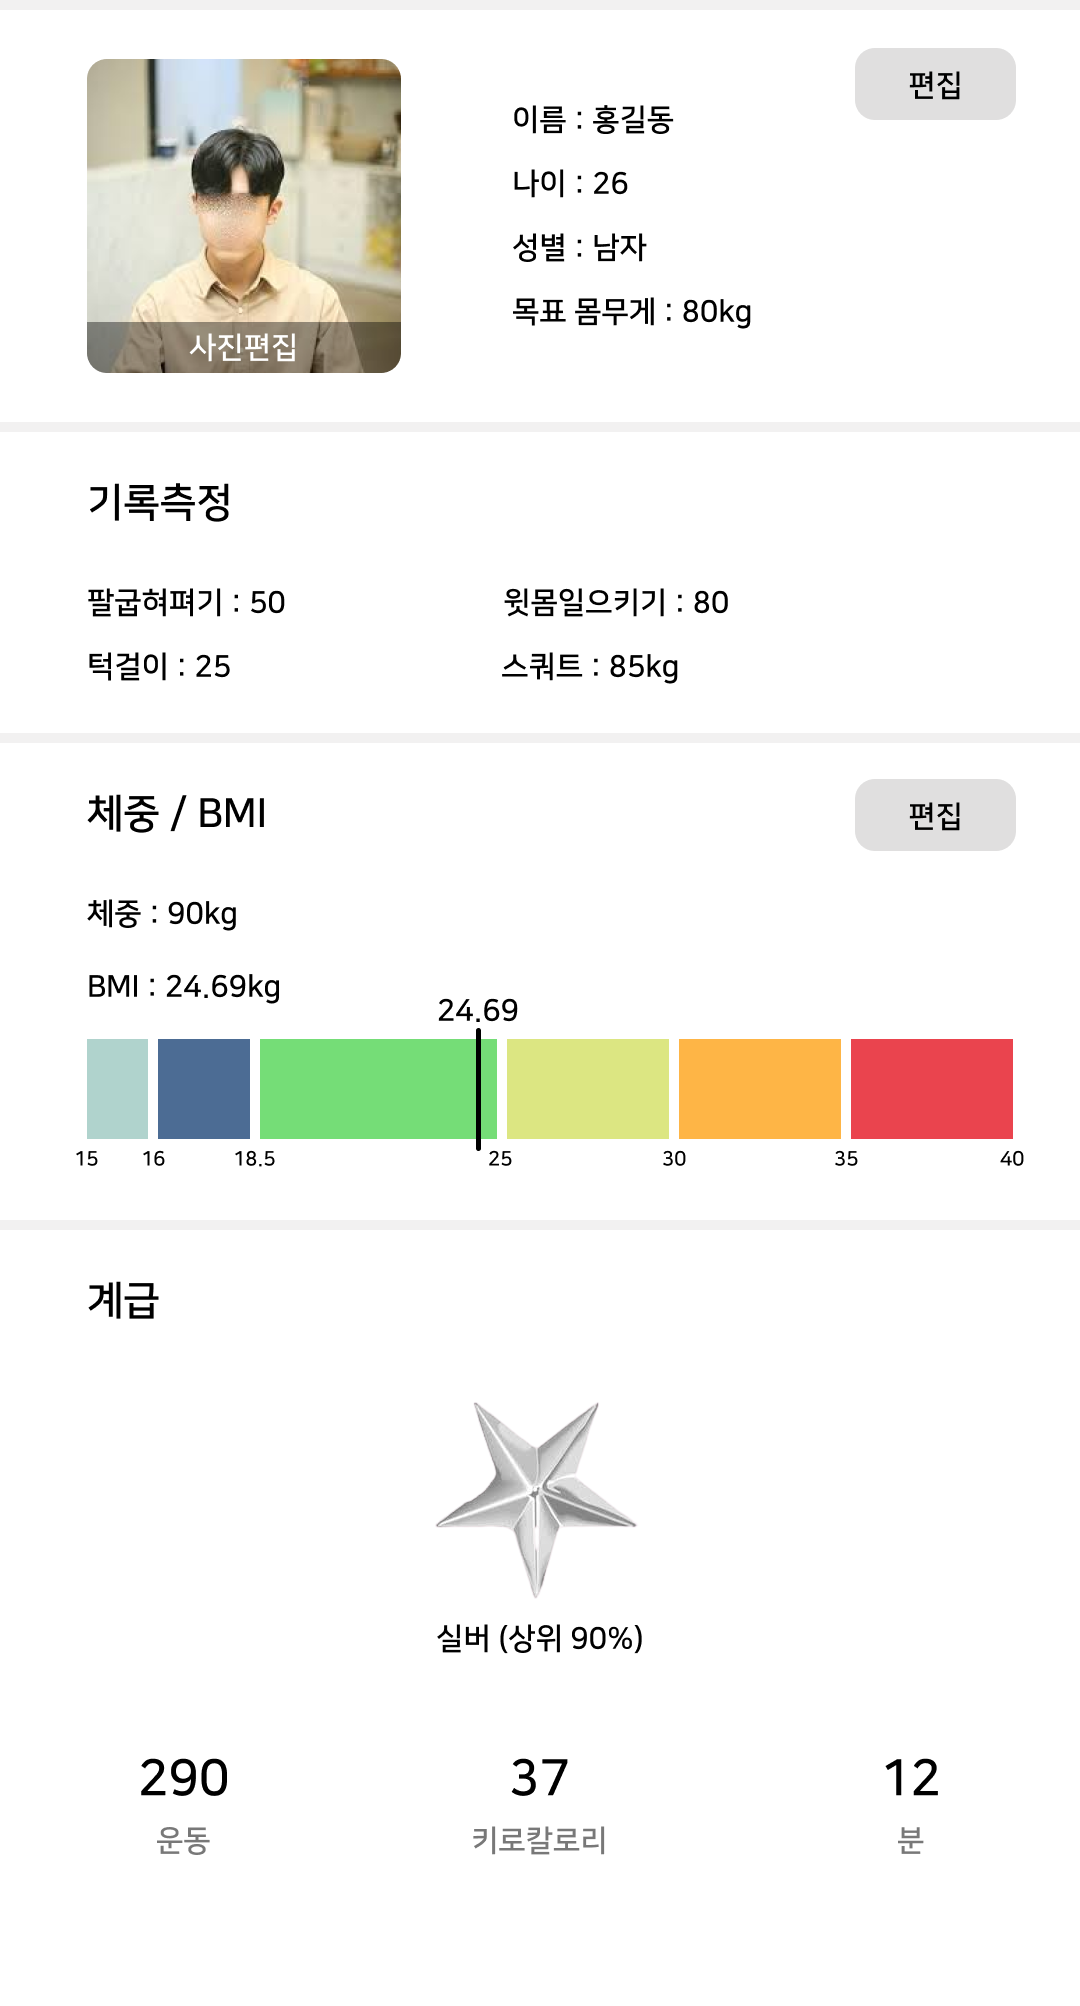 편집
이름 : 홍길동
나이 : 26
성별 : 남자
목표 몸무게 : 80kg
사진편집
기록측정
팔굽혀펴기 : 50
윗몸일으키기 : 80
턱걸이 : 25
스쿼트 : 85kg
체중 / BMI
편집
체중 : 90kg
BMI : 24.69kg
24.69
15 16 18.5 25 30 35 40
계급
실버 (상위 90%)
290 37 12
운동 키로칼로리 분